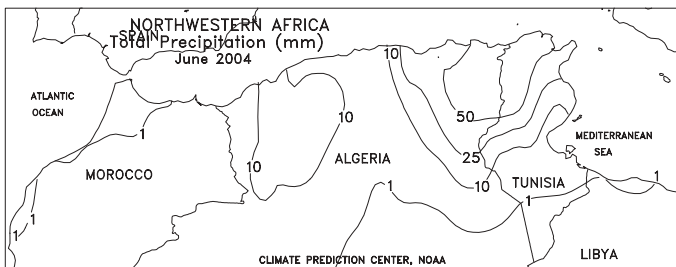 NORTHWESTERN AFRICA
SPAIN
Total Precipitation (mm)
June 2004
ATLANTIC
OCEAN
10
10
50
1
MEDITERRANEAN
SEA
10
ALGERIA
25
MOROCCO
10
TUNISIA
1
1
1
1
1
LIBYA
CLIMATE PREDICTION CENTER, NOAA